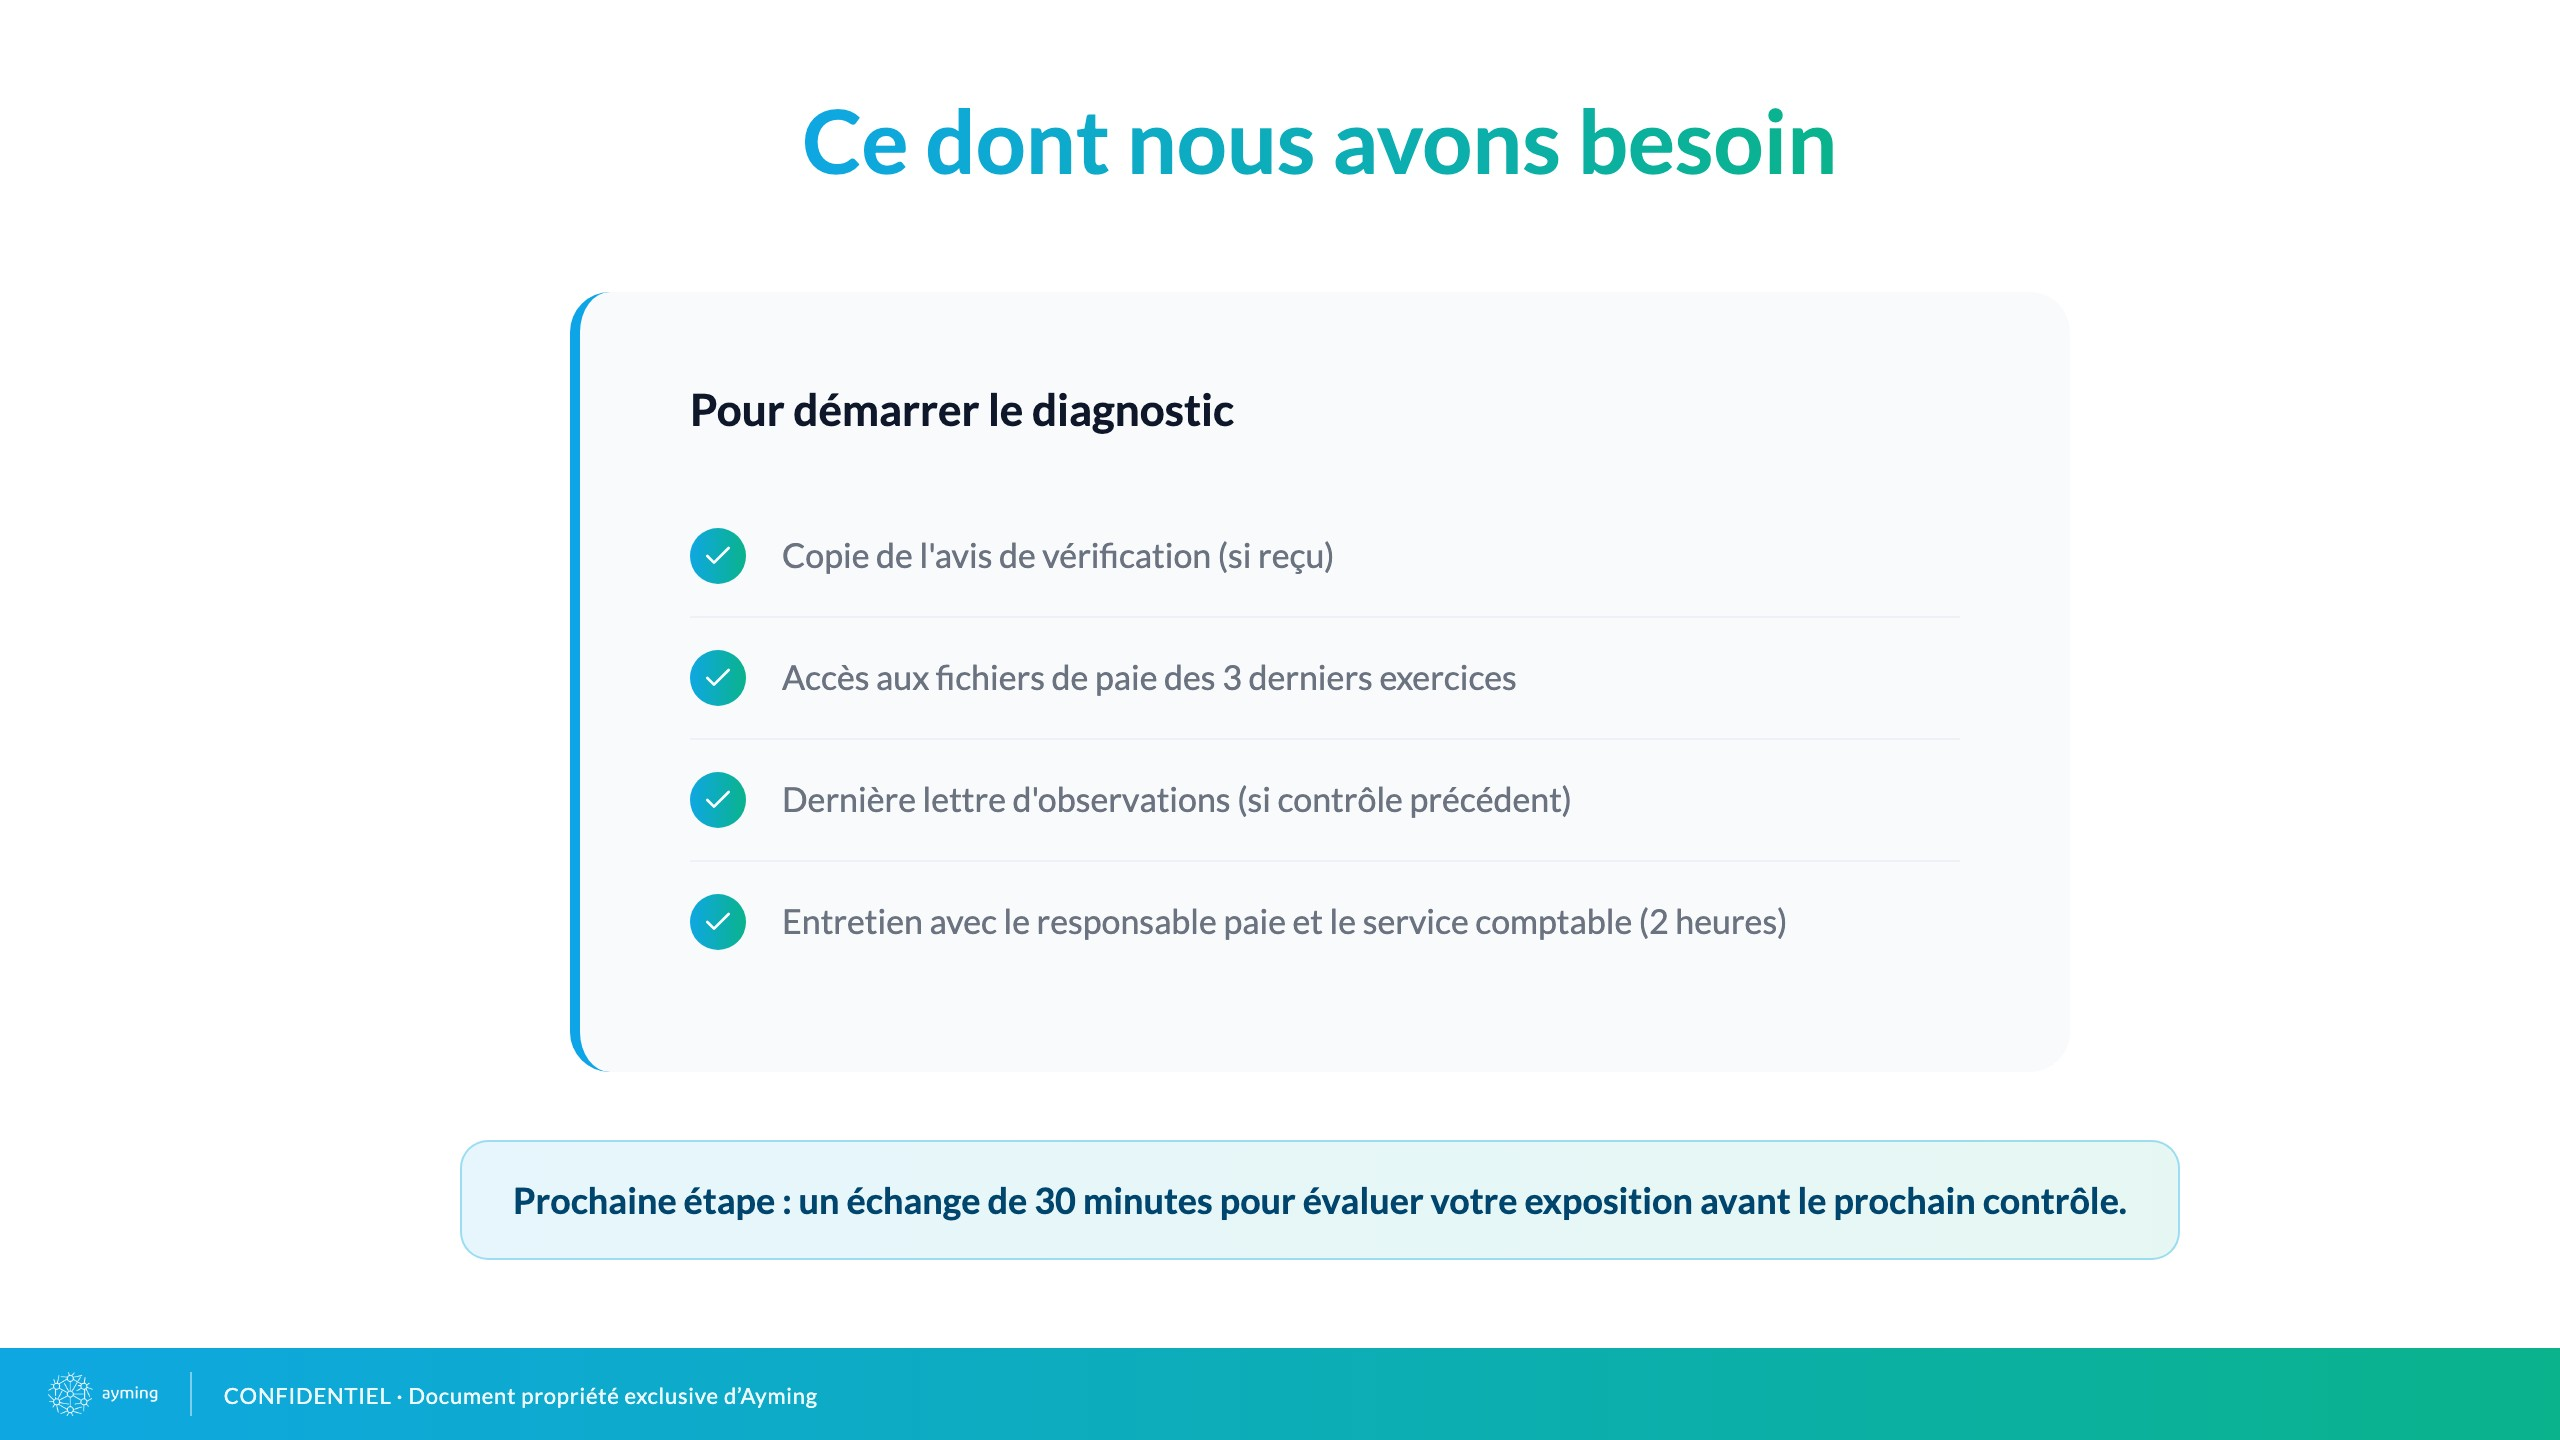 Ce dont nous avons besoin
Pour démarrer le diagnostic
Copie de l'avis de vérification (si reçu)
Accès aux fichiers de paie des 3 derniers exercices
Dernière lettre d'observations (si contrôle précédent)
Entretien avec le responsable paie et le service comptable (2 heures)
Prochaine étape : un échange de 30 minutes pour évaluer votre exposition avant le prochain contrôle.
ayming
CONFIDENTIEL · Document propriété exclusive d’Ayming